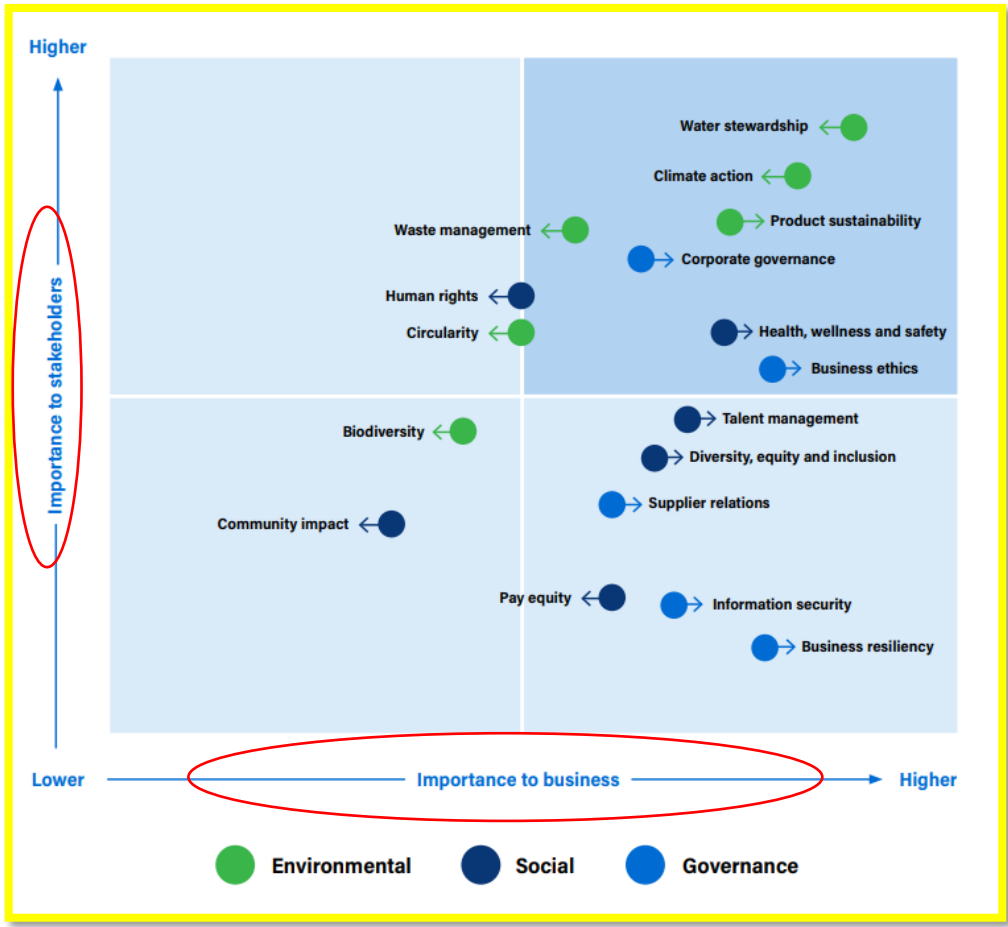 Higher
Water stewardship
Climate action
Product sustainability
Waste management
Corporate governance
Human rights
Circularity
Health, wellness and safety
Business ethics
Importance to stakeholders
Talent management
Biodiversity
Diversity, equity and inclusion
Supplier relations
Community impact
Pay equity
Information security
Business resiliency
Lower
Importance to business
Higher
Environmental
Social
Governance